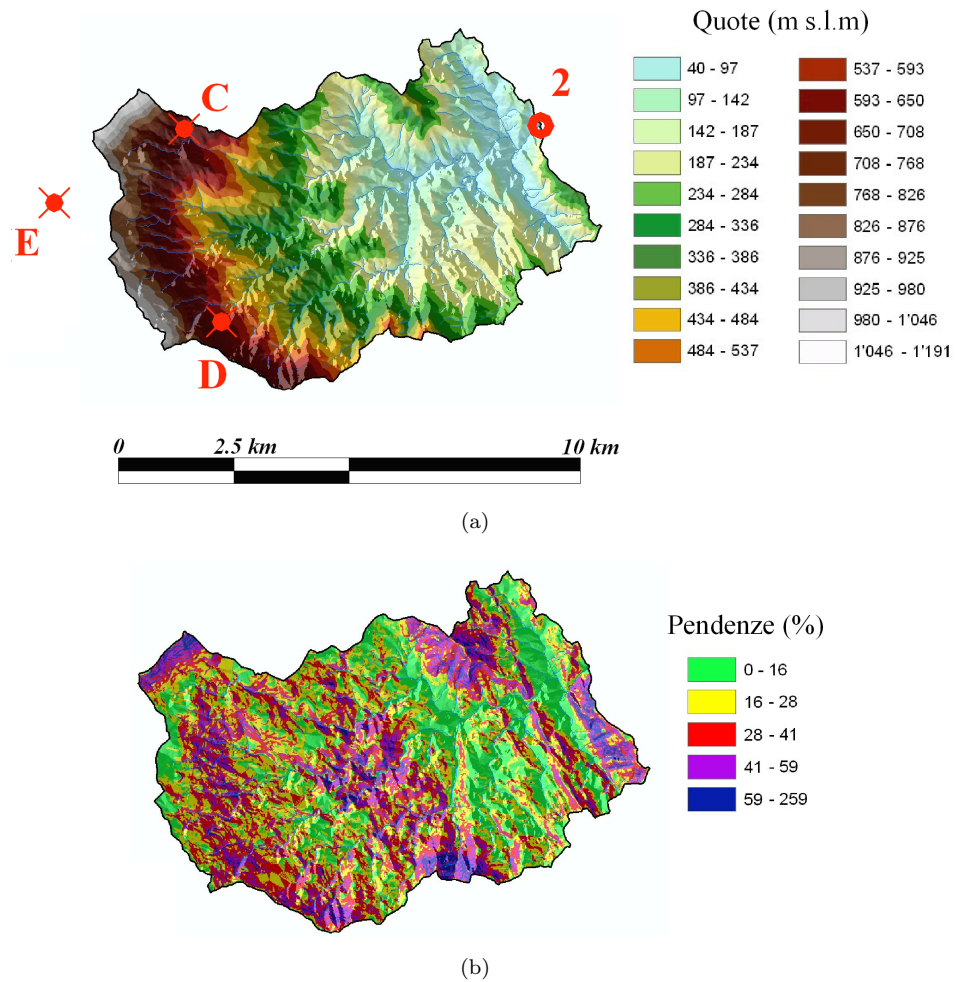 Quote (m s.l.m)
C
2
E
D
40 - 97
97 - 142
142 - 187
187 - 234
234 - 284
284 - 336
336 - 386
386 - 434
434 - 484
484 - 537
537 - 593
593 - 650
650 - 708
708 - 768
768 - 826
826 - 876
876 - 925
925 - 980
980 - 1'046
1'046 - 1'191
0 2.5 km 10 km
(a)
Pendenze (%)
0 - 16
16 - 28
28 - 41
41 - 59
59 - 259
(b)